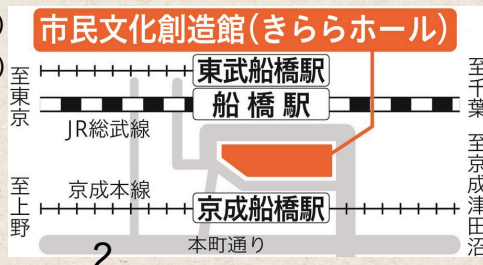 市民文化創造館(きららホール)
)
)
至東京
東武船橋駅
船橋駅
至千葉
JR総武線
至上野
京成本線
京成船橋駅
至京成津田沼
本町通り
2